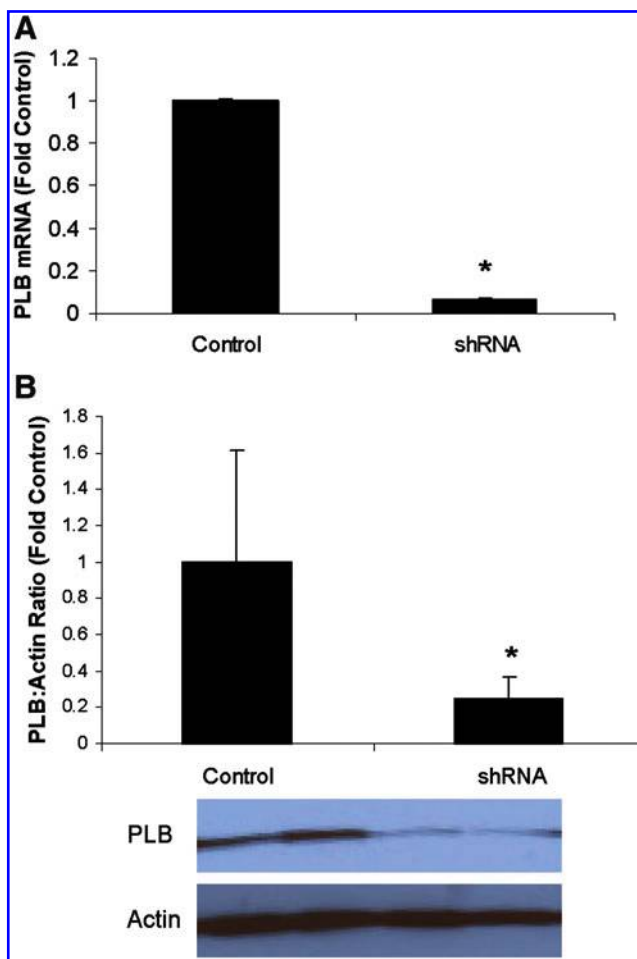 A
PLB mRNA (Fold Control)
1.2
1
0.8
0.6
0.4
0.2
0
*
Control shRNA
B
PLB:Actin Ratio (Fold Control)
1.8
1.6
1.4
1.2
1
0.8
0.6
0.4
0.2
0
*
Control shRNA
PLB
Actin